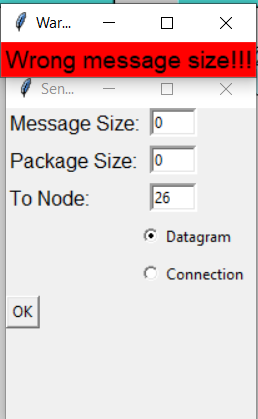 War...
Wrong message size!!!
Sen...
Message Size: 0
Package Size: 0
To Node: 26
Datagram
Connection
OK